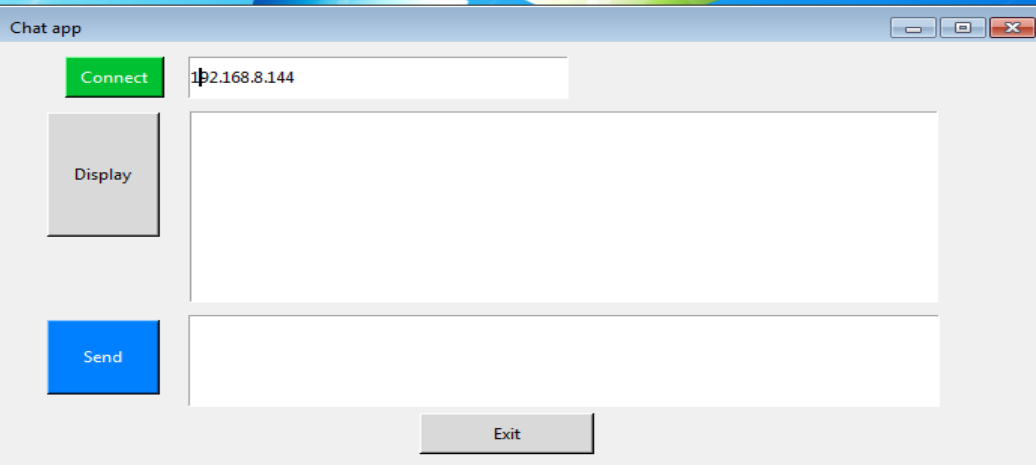 Chat app
Connect 192.168.8.144
Display
Send
Exit